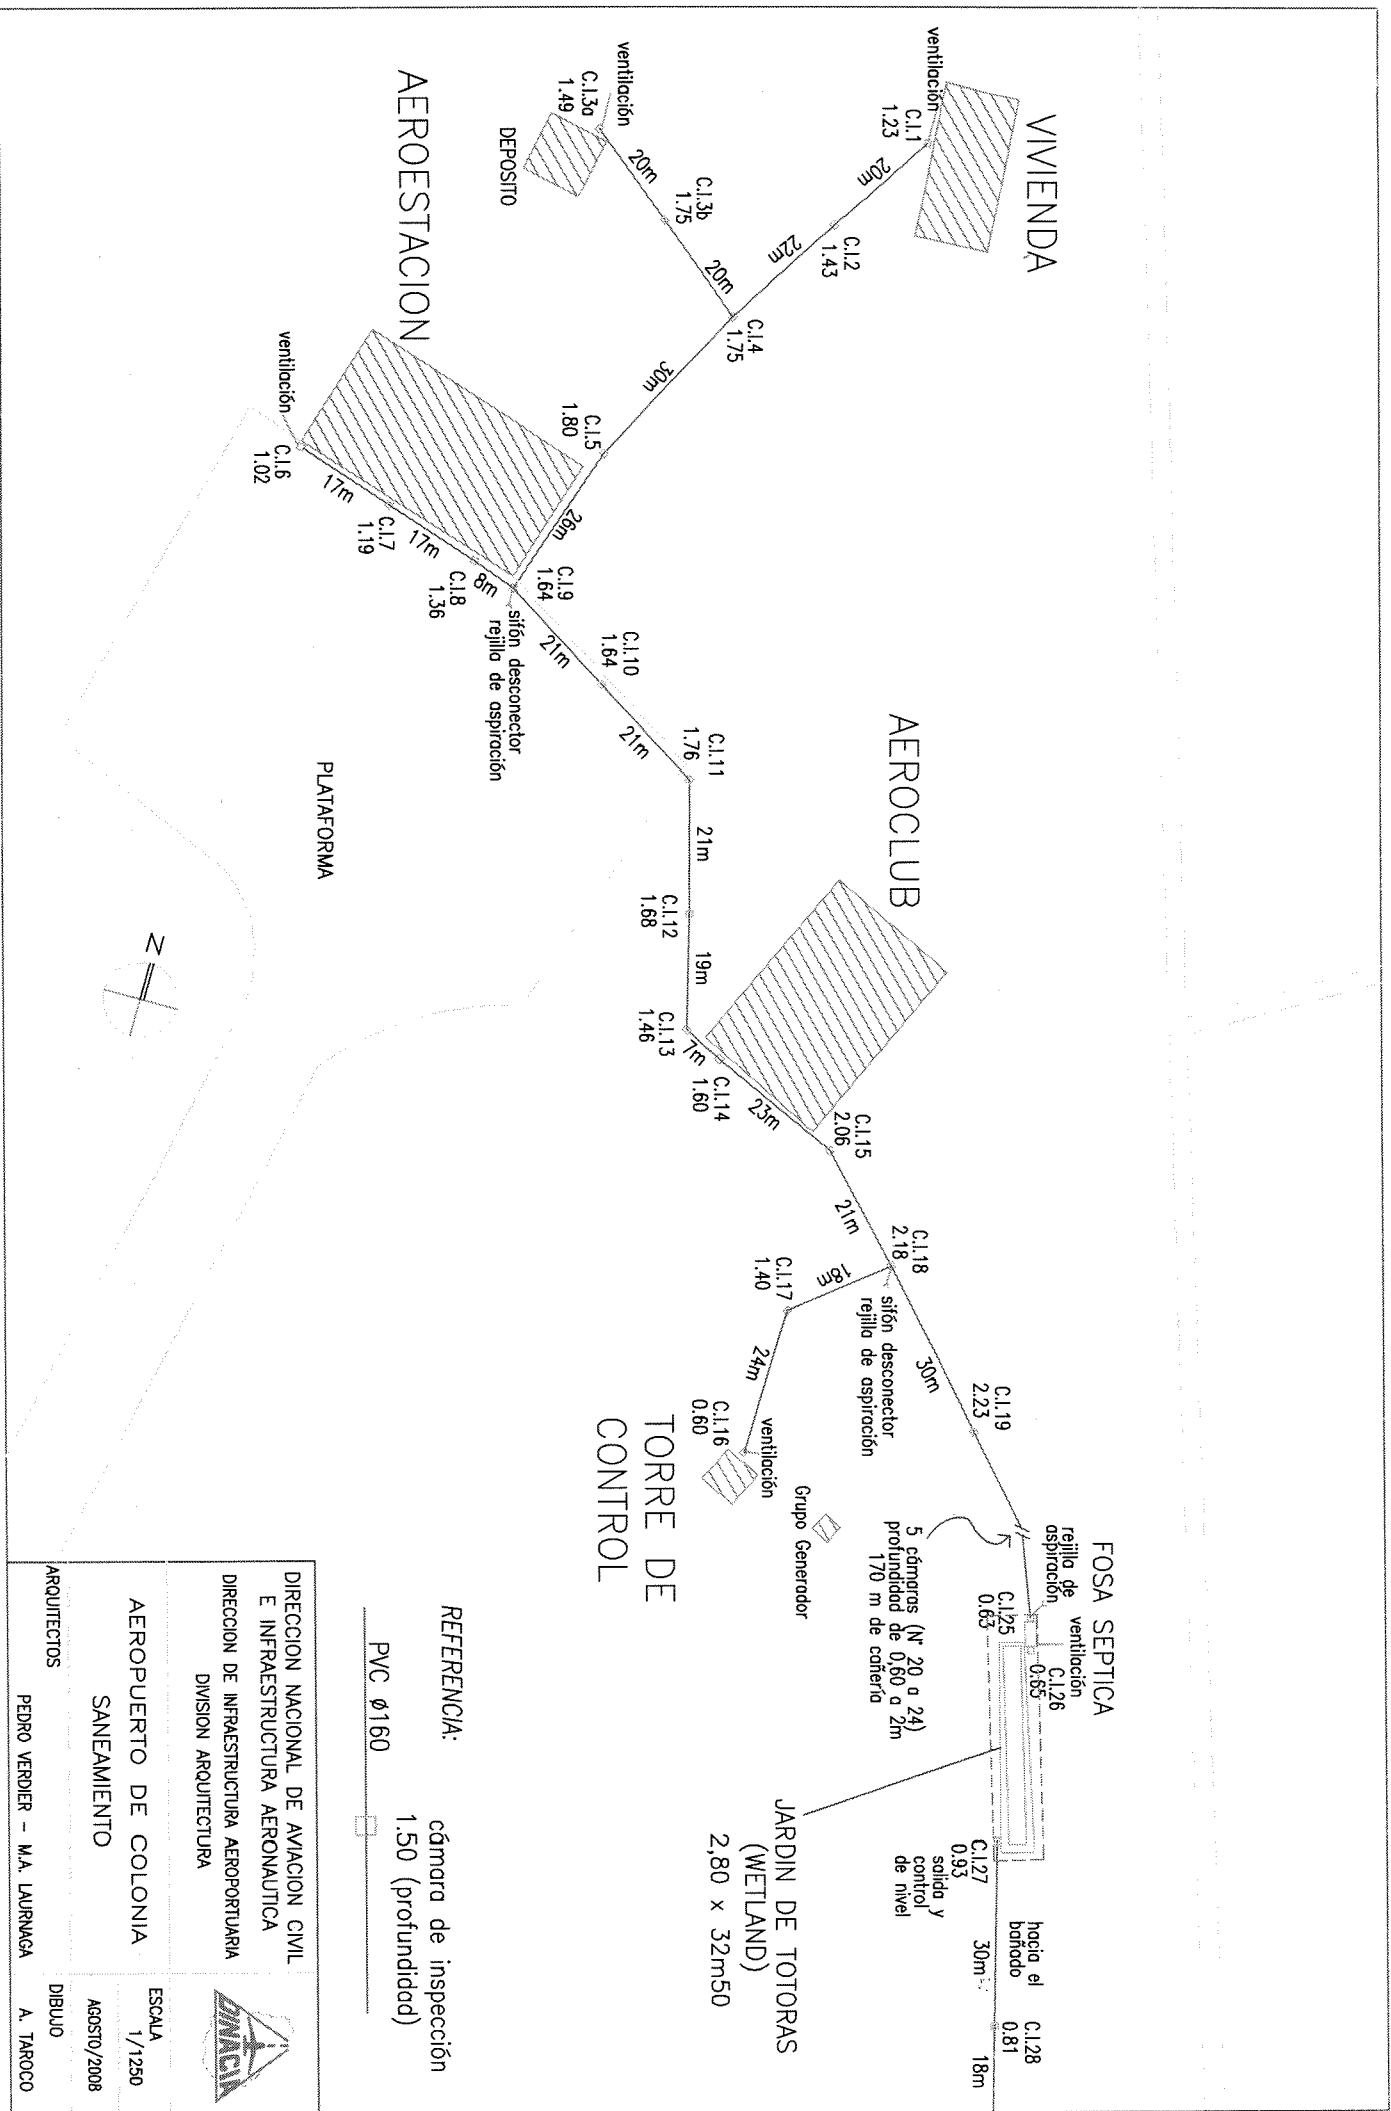 VIVIENDA
ventilación
C.I.1
1.23
20m
C.I.2
1.43
22m
ventilación
C.I.3a
1.49
20m
C.I.3b
1.75
20m
DEPOSITO
C.I.4
1.75
30m
C.I.5
1.80
26m
AEROESTACION
ventilación
C.I.6
1.02
17m
C.I.7
1.19
17m
C.I.8
1.36
8m
C.I.9
1.64
sifón desconector
rejilla de aspiración
21m
C.I.10
1.64
21m
C.I.11
1.76
21m
C.I.12
1.68
19m
C.I.13
1.46
7m
C.I.14
1.60
23m
C.I.15
2.06
AEROCLUB
PLATAFORMA
N
21m
C.I.18
2.18
sifón desconector
rejilla de aspiración
18m
C.I.17
1.40
24m
C.I.16
0.60
ventilación
TORRE DE
CONTROL
Grupo Generador
30m
C.I.19
2.23
5 cámaras (N° 20 a 24)
profundidad de 0,60 a 2m
170 m de cañería
FOSA SEPTICA
rejilla de
aspiración
ventilación
C.I.25
0.63
C.I.26
0.65
JARDIN DE TOTORAS
(WETLAND)
2,80 x 32m50
C.I.27
0.93
salida y
control
de nivel
hacia el
bañado
30m
C.I.28
0.81
18m
REFERENCIA:
cámara de inspección
1.50 (profundidad)
PVC ø160
DIRECCION NACIONAL DE AVIACION CIVIL
E INFRAESTRUCTURA AERONAUTICA
DIRECCION DE INFRAESTRUCTURA AEROPORTUARIA
DIVISION ARQUITECTURA
DINACIA
AEROPUERTO DE COLONIA
SANEAMIENTO
ESCALA
1/1250
AGOSTO/2008
ARQUITECTOS
PEDRO VERDIER - M.A. LAURNAGA
DIBUJO
A. TAROCO